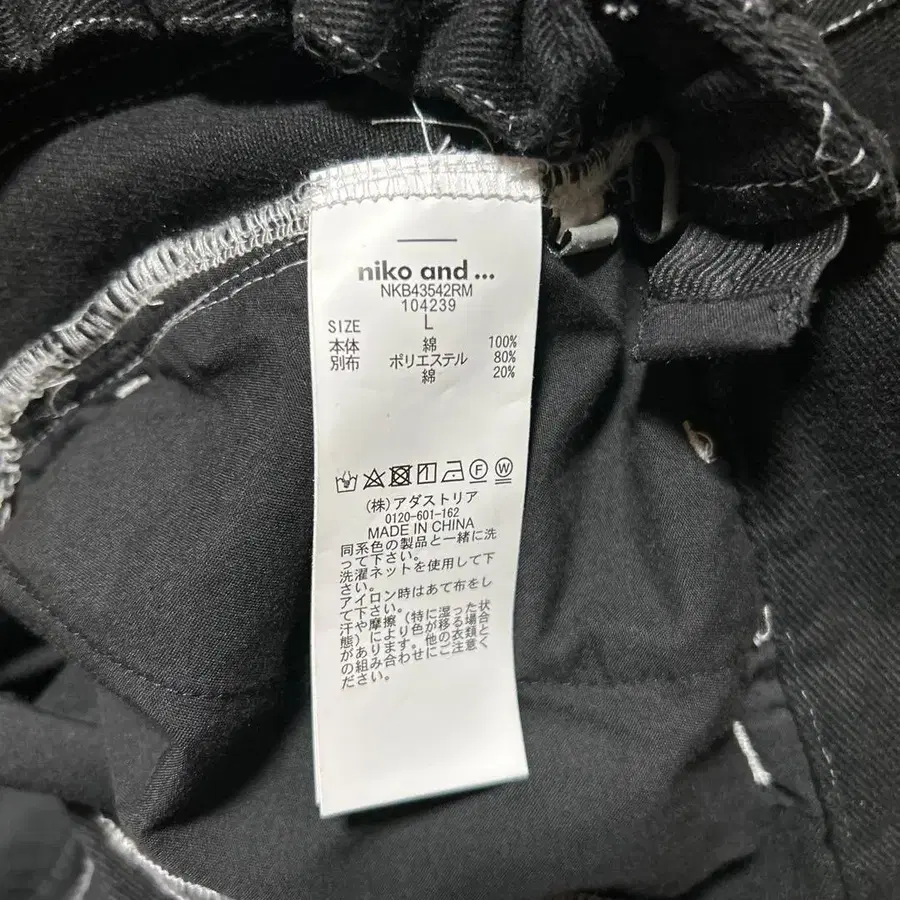 niko and ...
NKB43542RM
104239
SIZE L
本体 綿 100%
別布 ポリエステル 80%
綿 20%
Ⓕ Ⓦ
(株)アダストリア
0120-601-162
MADE IN CHINA
同系色の製品と一緒に洗
って下さい。
洗濯ネットを使用して下
さい。
アイロン時はあて布をし
て下さい。
汗や摩擦(特に湿った状
態)により色が移る場合
があります。他の衣類と
の組み合わせにご注意く
ださい。